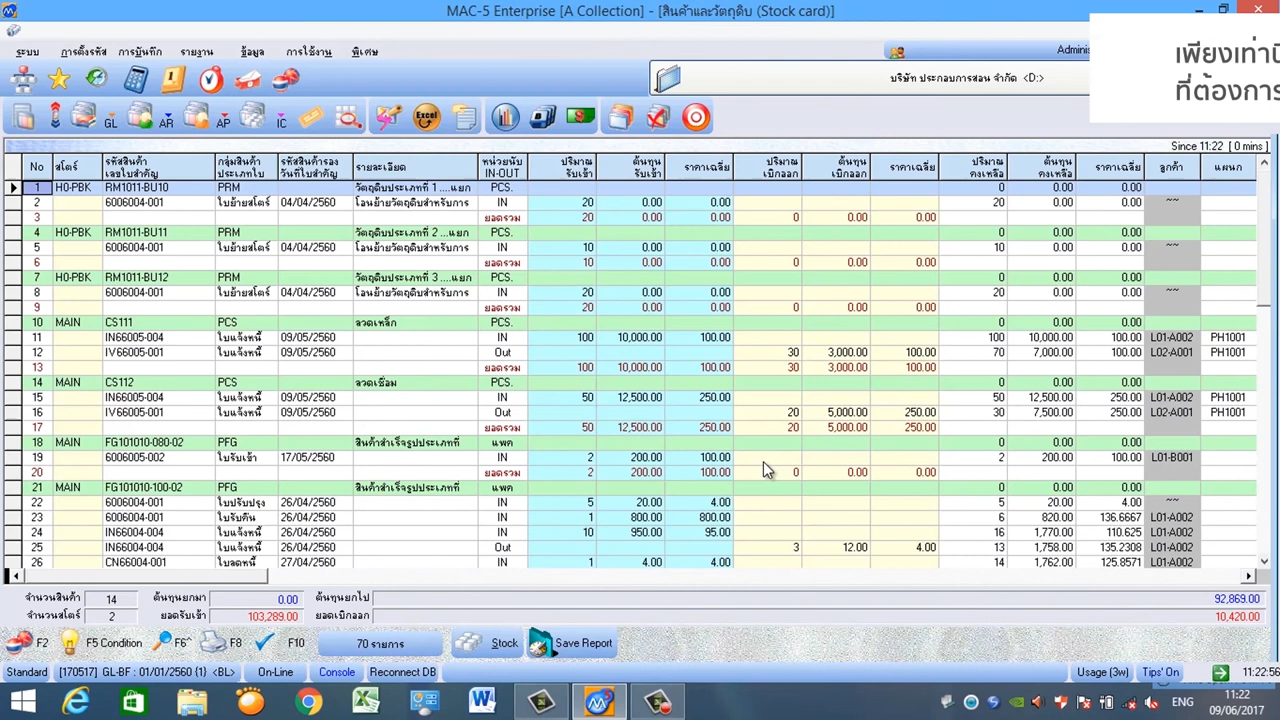 MAC-5 Enterprise [A Collection] - [สินค้าและวัตถุดิบ (Stock card)]
ระบบ การตั้งรหัส การบันทึก รายงาน ข้อมูล การใช้งาน พิเศษ
Adminis
เพียงเท่านี้
ที่ต้องการ
บริษัท ประกอบการสอน จำกัด <D:>
GL AR AP IC Excel
Since 11:22 [ 0 mins ]
No สโตร์ รหัสสินค้า กลุ่มสินค้า รหัสสินค้ารอง รายละเอียด หน่วยนับ ปริมาณ ต้นทุน ราคาเฉลี่ย ปริมาณ ต้นทุน ราคาเฉลี่ย ปริมาณ ต้นทุน ราคาเฉลี่ย ลูกค้า แผนก
เลขใบสำคัญ ประเภทใบ วันที่ใบสำคัญ IN-OUT รับเข้า รับเข้า เบิกออก เบิกออก คงเหลือ คงเหลือ
1 HO-PBK RM1011-BU10 PRM วัตถุดิบประเภทที่ 1 ....แยก PCS. 0 0.00 0.00
2 6006004-001 ใบย้ายสโตร์ 04/04/2560 โอนย้ายวัตถุดิบสำหรับการ IN 20 0.00 0.00 20 0.00 0.00 ~~
3 ยอดรวม 20 0.00 0.00 0 0.00 0.00
4 HO-PBK RM1011-BU11 PRM วัตถุดิบประเภทที่ 2 ...แยก PCS. 0 0.00 0.00
5 6006004-001 ใบย้ายสโตร์ 04/04/2560 โอนย้ายวัตถุดิบสำหรับการ IN 10 0.00 0.00 10 0.00 0.00 ~~
6 ยอดรวม 10 0.00 0.00 0 0.00 0.00
7 HO-PBK RM1011-BU12 PRM วัตถุดิบประเภทที่ 3 ...แยก PCS. 0 0.00 0.00
8 6006004-001 ใบย้ายสโตร์ 04/04/2560 โอนย้ายวัตถุดิบสำหรับการ IN 20 0.00 0.00 20 0.00 0.00 ~~
9 ยอดรวม 20 0.00 0.00 0 0.00 0.00
10 MAIN CS111 PCS ลวดเหล็ก PCS. 0 0.00 0.00
11 IN66005-004 ใบแจ้งหนี้ 09/05/2560 IN 100 10,000.00 100.00 100 10,000.00 100.00 L01-A002 PH1001
12 IV66005-001 ใบแจ้งหนี้ 09/05/2560 Out 30 3,000.00 100.00 70 7,000.00 100.00 L02-A001 PH1001
13 ยอดรวม 100 10,000.00 100.00 30 3,000.00 100.00
14 MAIN CS112 PCS ลวดเชื่อม PCS. 0 0.00 0.00
15 IN66005-004 ใบแจ้งหนี้ 09/05/2560 IN 50 12,500.00 250.00 50 12,500.00 250.00 L01-A002 PH1001
16 IV66005-001 ใบแจ้งหนี้ 09/05/2560 Out 20 5,000.00 250.00 30 7,500.00 250.00 L02-A001 PH1001
17 ยอดรวม 50 12,500.00 250.00 20 5,000.00 250.00
18 MAIN FG101010-080-02 PFG สินค้าสำเร็จรูปประเภทที่ แพค 0 0.00 0.00
19 6006005-002 ใบรับเข้า 17/05/2560 IN 2 200.00 100.00 2 200.00 100.00 L01-B001
20 ยอดรวม 2 200.00 100.00 0 0.00 0.00
21 MAIN FG101010-100-02 PFG สินค้าสำเร็จรูปประเภทที่ แพค 0 0.00 0.00
22 6006004-001 ใบปรับปรุง 26/04/2560 IN 5 20.00 4.00 5 20.00 4.00 ~~
23 6006004-001 ใบรับคืน 26/04/2560 IN 1 800.00 800.00 6 820.00 136.6667 L01-A002
24 IN66004-001 ใบแจ้งหนี้ 26/04/2560 IN 10 950.00 95.00 16 1,770.00 110.625 L01-A002
25 IN66004-001 ใบแจ้งหนี้ 26/04/2560 Out 3 12.00 4.00 13 1,758.00 135.2308 L01-A002
26 CN66004-001 ใบลดหนี้ 27/04/2560 IN 1 4.00 4.00 14 1,762.00 125.8571 L01-A002
จำนวนสินค้า 14 ต้นทุนยกมา 0.00 ต้นทุนยกไป 92,869.00
จำนวนสโตร์ 2 ยอดรับเข้า 103,289.00 ยอดเบิกออก 10,420.00
F2 F5 Condition F6 F8 F10 70 รายการ Stock Save Report
Standard [170517] GL-BF : 01/01/2560 {1} <BL> On-Line Console Reconnect DB Usage (3w) Tips' On 11:22:56
ENG 11:22
09/06/2017